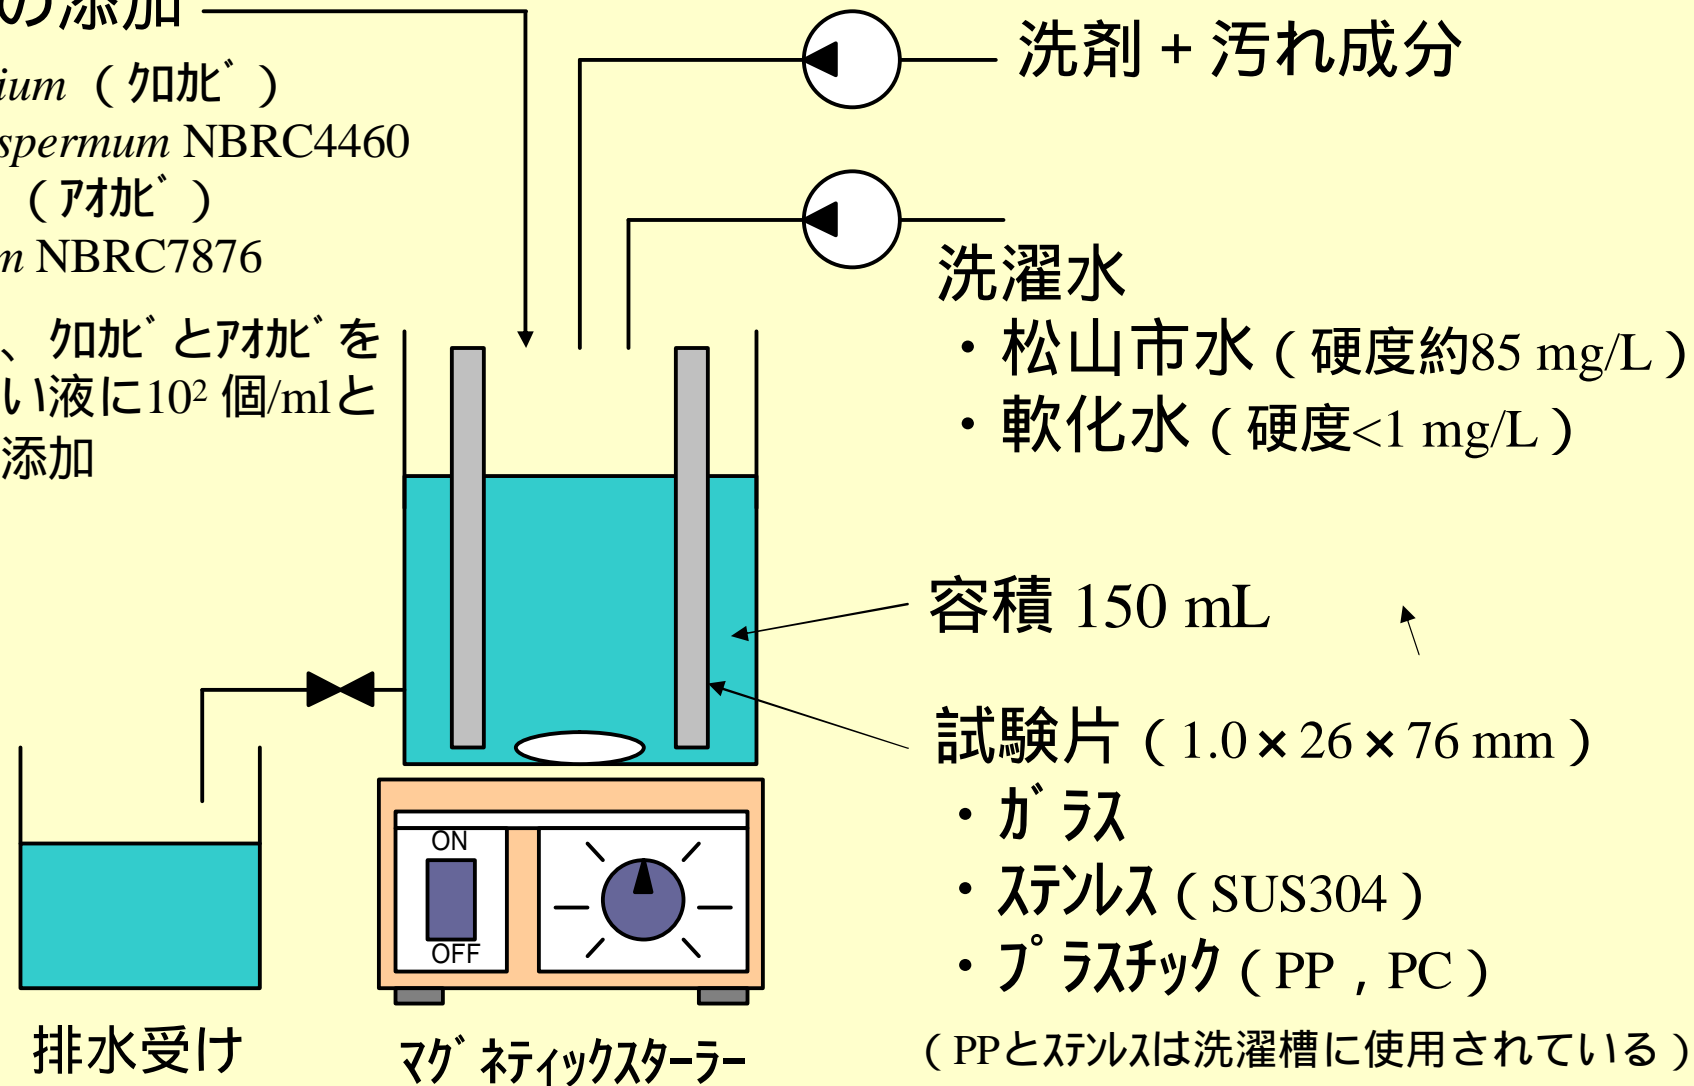 の添加
ium（ｸﾛｶﾋﾞ）
spermum NBRC4460
（ｱｵｶﾋﾞ）
m NBRC7876
、ｸﾛｶﾋﾞとｱｵｶﾋﾞを
い液に10² 個/mlと
添加
洗剤 + 汚れ成分
洗濯水
・松山市水（硬度約85 mg/L）
・軟化水（硬度<1 mg/L）
容積 150 mL
試験片（1.0×26×76 mm）
・ｶﾞﾗｽ
・ｽﾃﾝﾚｽ（SUS304）
・ﾌﾟﾗｽﾁｯｸ（PP , PC）
（PPとｽﾃﾝﾚｽは洗濯槽に使用されている）
ON
OFF
排水受け
ﾏｸﾞﾈﾃｨｯｸｽﾀｰﾗｰ